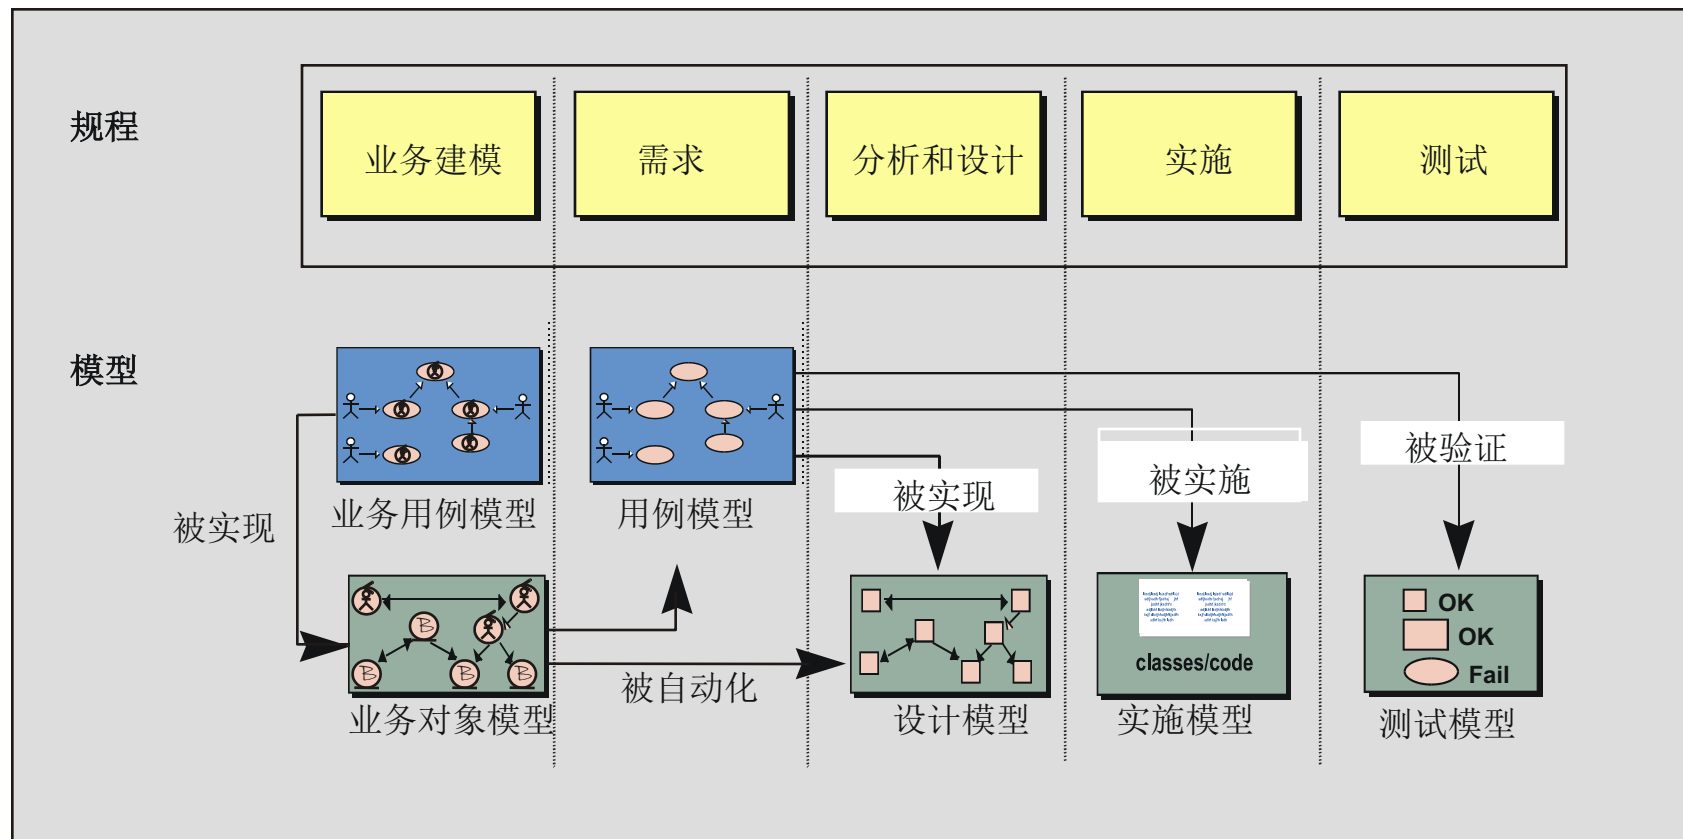 规程
业务建模
需求
分析和设计
实施
测试
模型
被验证
被实施
被实现
业务用例模型
用例模型
被实现
OK
OK
classes/code
Fail
被自动化
业务对象模型
设计模型
实施模型
测试模型